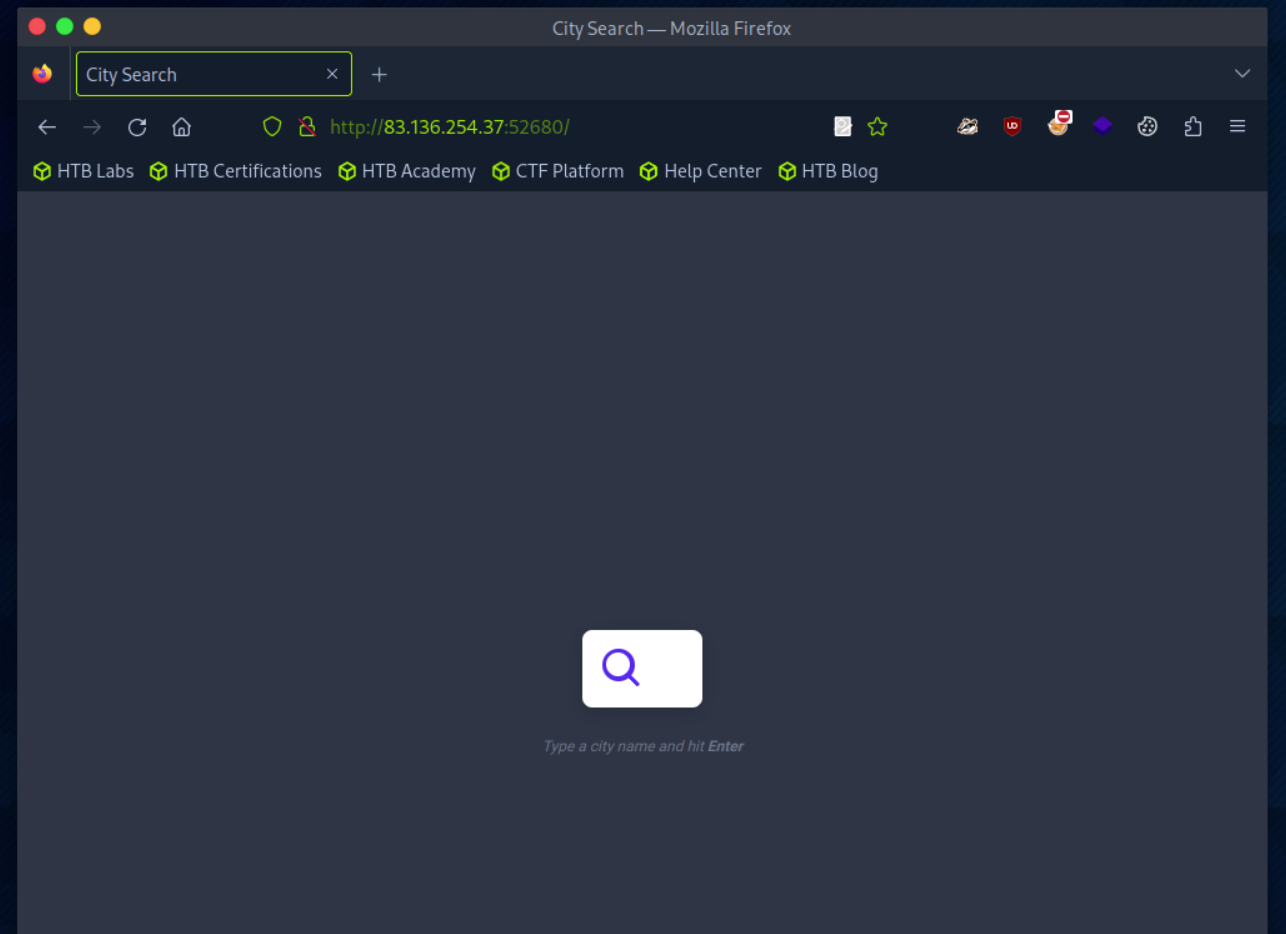 City Search — Mozilla Firefox
City Search
http://83.136.254.37:52680/
HTB Labs HTB Certifications HTB Academy CTF Platform Help Center HTB Blog
Type a city name and hit Enter